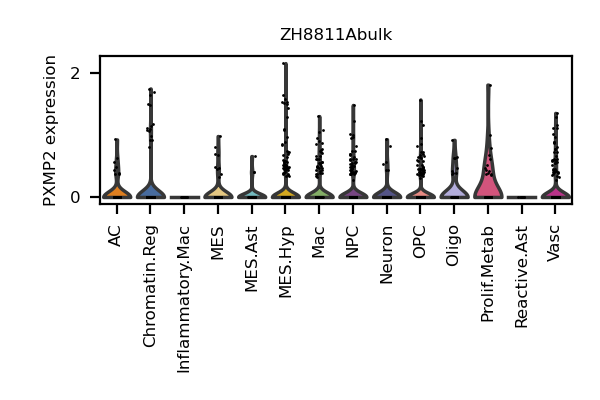 ZH8811Abulk
PXMP2 expression
2
0
AC
Chromatin.Reg
Inflammatory.Mac
MES
MES.Ast
MES.Hyp
Mac
NPC
Neuron
OPC
Oligo
Prolif.Metab
Reactive.Ast
Vasc